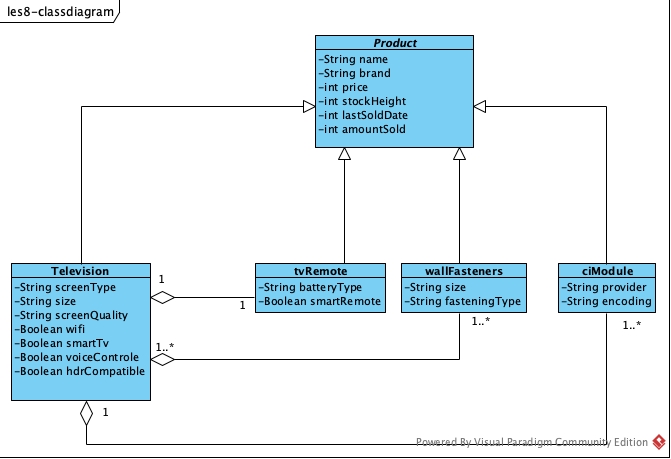 les8-classdiagram
Product
-String name
-String brand
-int price
-int stockHeight
-int lastSoldDate
-int amountSold
Television
-String screenType
-String size
-String screenQuality
-Boolean wifi
-Boolean smartTv
-Boolean voiceControle
-Boolean hdrCompatible
tvRemote
-String batteryType
-Boolean smartRemote
wallFasteners
-String size
-String fasteningType
ciModule
-String provider
-String encoding
1
1
1..*
1..*
1..*
1
Powered By Visual Paradigm Community Edition